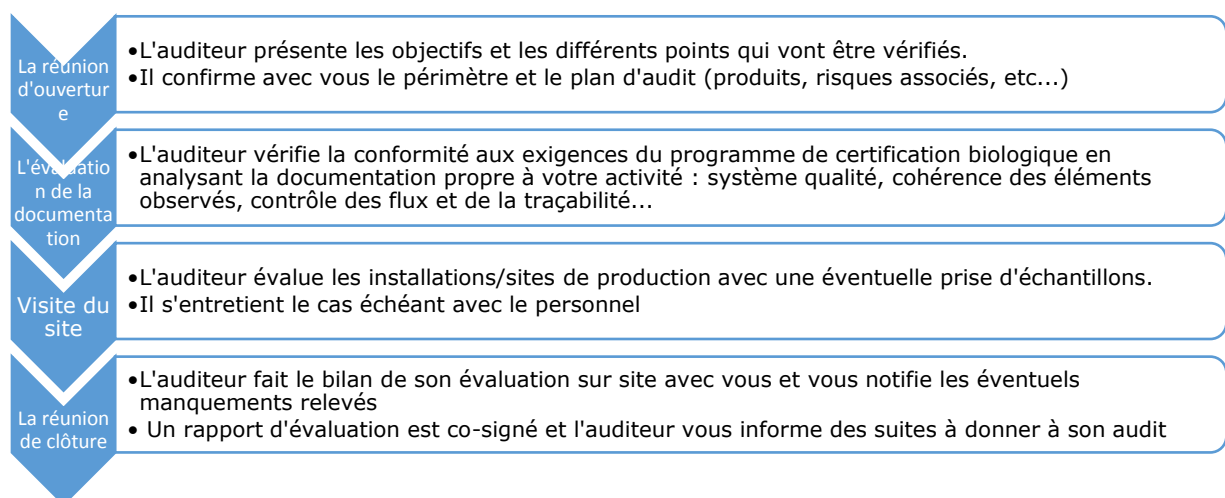 La réunion
d'ouvertur
e
•L'auditeur présente les objectifs et les différents points qui vont être vérifiés.
•Il confirme avec vous le périmètre et le plan d'audit (produits, risques associés, etc...)
L'évaluatio
n de la
documenta
tion
•L'auditeur vérifie la conformité aux exigences du programme de certification biologique en
analysant la documentation propre à votre activité : système qualité, cohérence des éléments
observés, contrôle des flux et de la traçabilité...
Visite du
site
•L'auditeur évalue les installations/sites de production avec une éventuelle prise d'échantillons.
•Il s'entretient le cas échéant avec le personnel
La réunion
de clôture
•L'auditeur fait le bilan de son évaluation sur site avec vous et vous notifie les éventuels
manquements relevés
• Un rapport d'évaluation est co-signé et l'auditeur vous informe des suites à donner à son audit